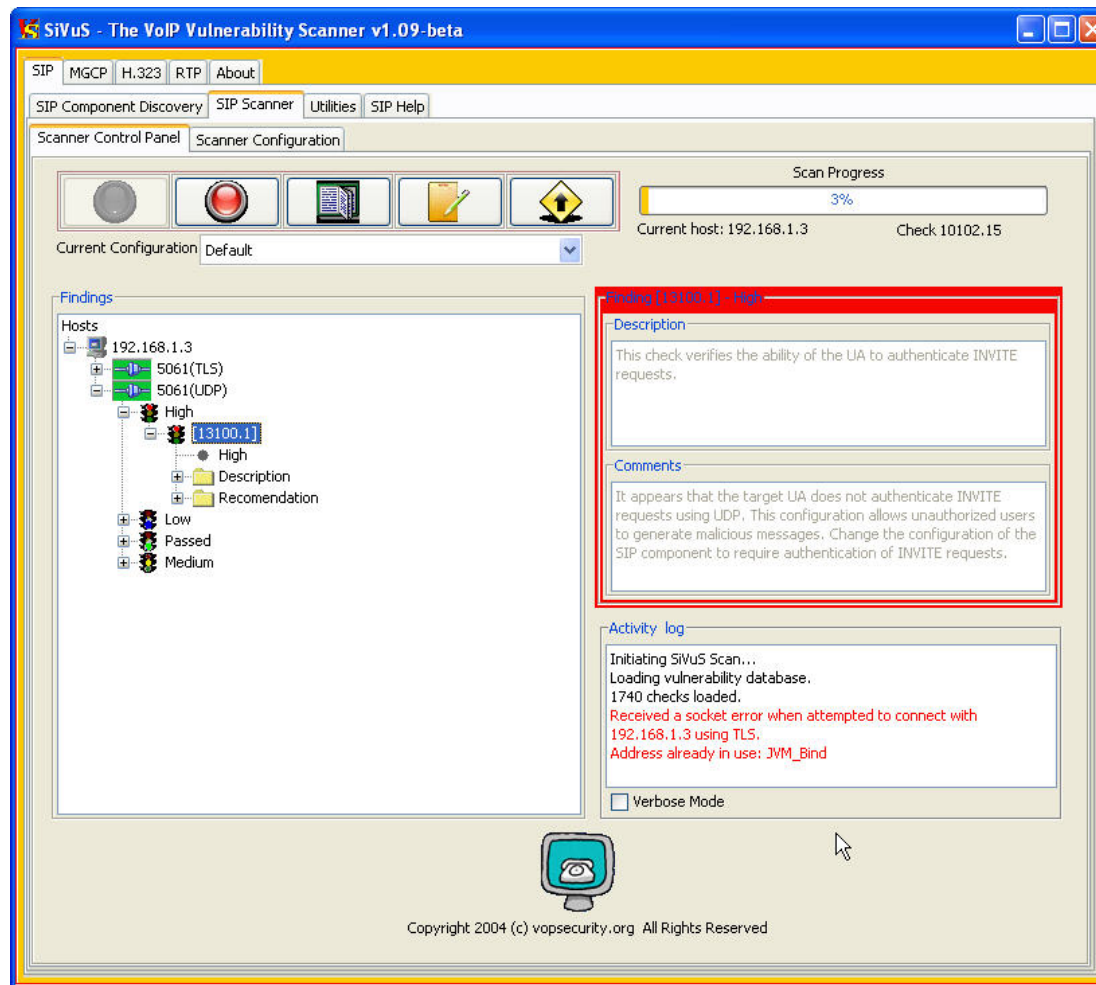 SiVuS - The VoIP Vulnerability Scanner v1.09-beta
SIP MGCP H.323 RTP About
SIP Component Discovery SIP Scanner Utilities SIP Help
Scanner Control Panel Scanner Configuration
Scan Progress
3%
Current host: 192.168.1.3 Check 10102.15
Current Configuration Default
Findings
Hosts
192.168.1.3
5061(TLS)
5061(UDP)
High
[13100.1]
High
Description
Recomendation
Low
Passed
Medium
Finding [13100.1] - High
Description
This check verifies the ability of the UA to authenticate INVITE
requests.
Comments
It appears that the target UA does not authenticate INVITE
requests using UDP. This configuration allows unauthorized users
to generate malicious messages. Change the configuration of the
SIP component to require authentication of INVITE requests.
Activity log
Initiating SiVuS Scan...
Loading vulnerability database.
1740 checks loaded.
Received a socket error when attempted to connect with
192.168.1.3 using TLS.
Address already in use: JVM_Bind
Verbose Mode
Copyright 2004 (c) vopsecurity.org All Rights Reserved